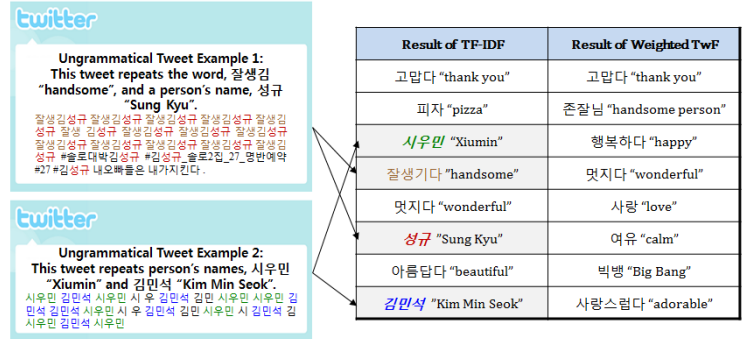 twitter
Ungrammatical Tweet Example 1:
This tweet repeats the word, 잘생김
"handsome", and a person's name, 성규
"Sung Kyu".
잘생김성규 잘생김성규 잘생김성규 잘생김성규 잘생김
성규 잘생 김성규 잘생김성규 잘생김성규 잘생김성규
잘생김성규 잘생김성규 잘생김성규 잘생김성규 잘생김
성규 #솔로대박김성규 #김성규_솔로2집_27_명반예약
#27 #김성규 내오빠들은 내가지킨다 .
twitter
Ungrammatical Tweet Example 2:
This tweet repeats person's names, 시우민
"Xiumin" and 김민석 "Kim Min Seok".
시우민 김민석 시우민 시 우 김민석 김민 시우민 시우민 김
민석 김민석 시우민 시 우 김민석 김민 시우민 시 김민석 김
시우민 김민석 시우민
Result of TF-IDF	Result of Weighted TwF
고맙다 "thank you"	고맙다 "thank you"
피자 "pizza"	존잘님 "handsome person"
시우민 "Xiumin"	행복하다 "happy"
잘생기다 "handsome"	멋지다 "wonderful"
멋지다 "wonderful"	사랑 "love"
성규 "Sung Kyu"	여유 "calm"
아름답다 "beautiful"	빅뱅 "Big Bang"
김민석 "Kim Min Seok"	사랑스럽다 "adorable"